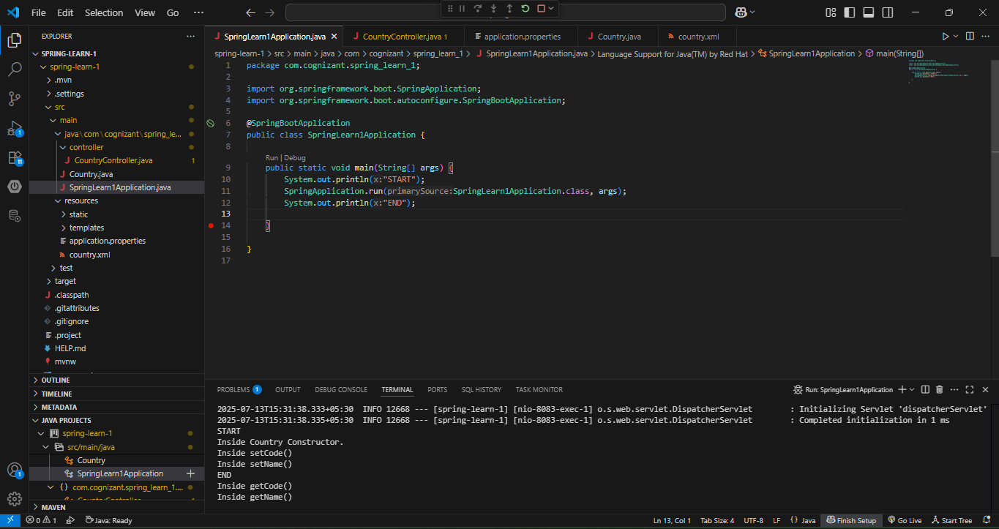 File Edit Selection View Go ···
EXPLORER ···
SPRING-LEARN-1
spring-learn-1
.mvn
.settings
src
main
java\com\cognizant\spring_le...
controller
CountryController.java 1
Country.java
SpringLearn1Application.java
resources
static
templates
application.properties
country.xml
test
target
.classpath
.gitattributes
.gitignore
.project
HELP.md
mvnw
OUTLINE
TIMELINE
METADATA
JAVA PROJECTS
spring-learn-1
src/main/java
Country
SpringLearn1Application
com.cognizant.spring_learn_1....
MAVEN
1
11
1
SpringLearn1Application.java CountryController.java 1 application.properties Country.java country.xml
spring-learn-1 > src > main > java > com > cognizant > spring_learn_1 > SpringLearn1Application.java > Language Support for Java(TM) by Red Hat > SpringLearn1Application > main(String[])
1 package com.cognizant.spring_learn_1;
2
3 import org.springframework.boot.SpringApplication;
4 import org.springframework.boot.autoconfigure.SpringBootApplication;
5
6 @SpringBootApplication
7 public class SpringLearn1Application {
8
Run | Debug
9 public static void main(String[] args) {
10 System.out.println(x:"START");
11 SpringApplication.run(primarySource:SpringLearn1Application.class, args);
12 System.out.println(x:"END");
13
14 }
15
16 }
17
PROBLEMS 1 OUTPUT DEBUG CONSOLE TERMINAL PORTS SQL HISTORY TASK MONITOR Run: SpringLearn1Application
2025-07-13T15:31:38.333+05:30 INFO 12668 --- [spring-learn-1] [nio-8083-exec-1] o.s.web.servlet.DispatcherServlet : Initializing Servlet 'dispatcherServlet'
2025-07-13T15:31:38.335+05:30 INFO 12668 --- [spring-learn-1] [nio-8083-exec-1] o.s.web.servlet.DispatcherServlet : Completed initialization in 1 ms
START
Inside Country Constructor.
Inside setCode()
Inside setName()
END
Inside getCode()
Inside getName()
0 1 Java: Ready Ln 13, Col 1 Tab Size: 4 UTF-8 LF {} Java Finish Setup Go Live Start Tree